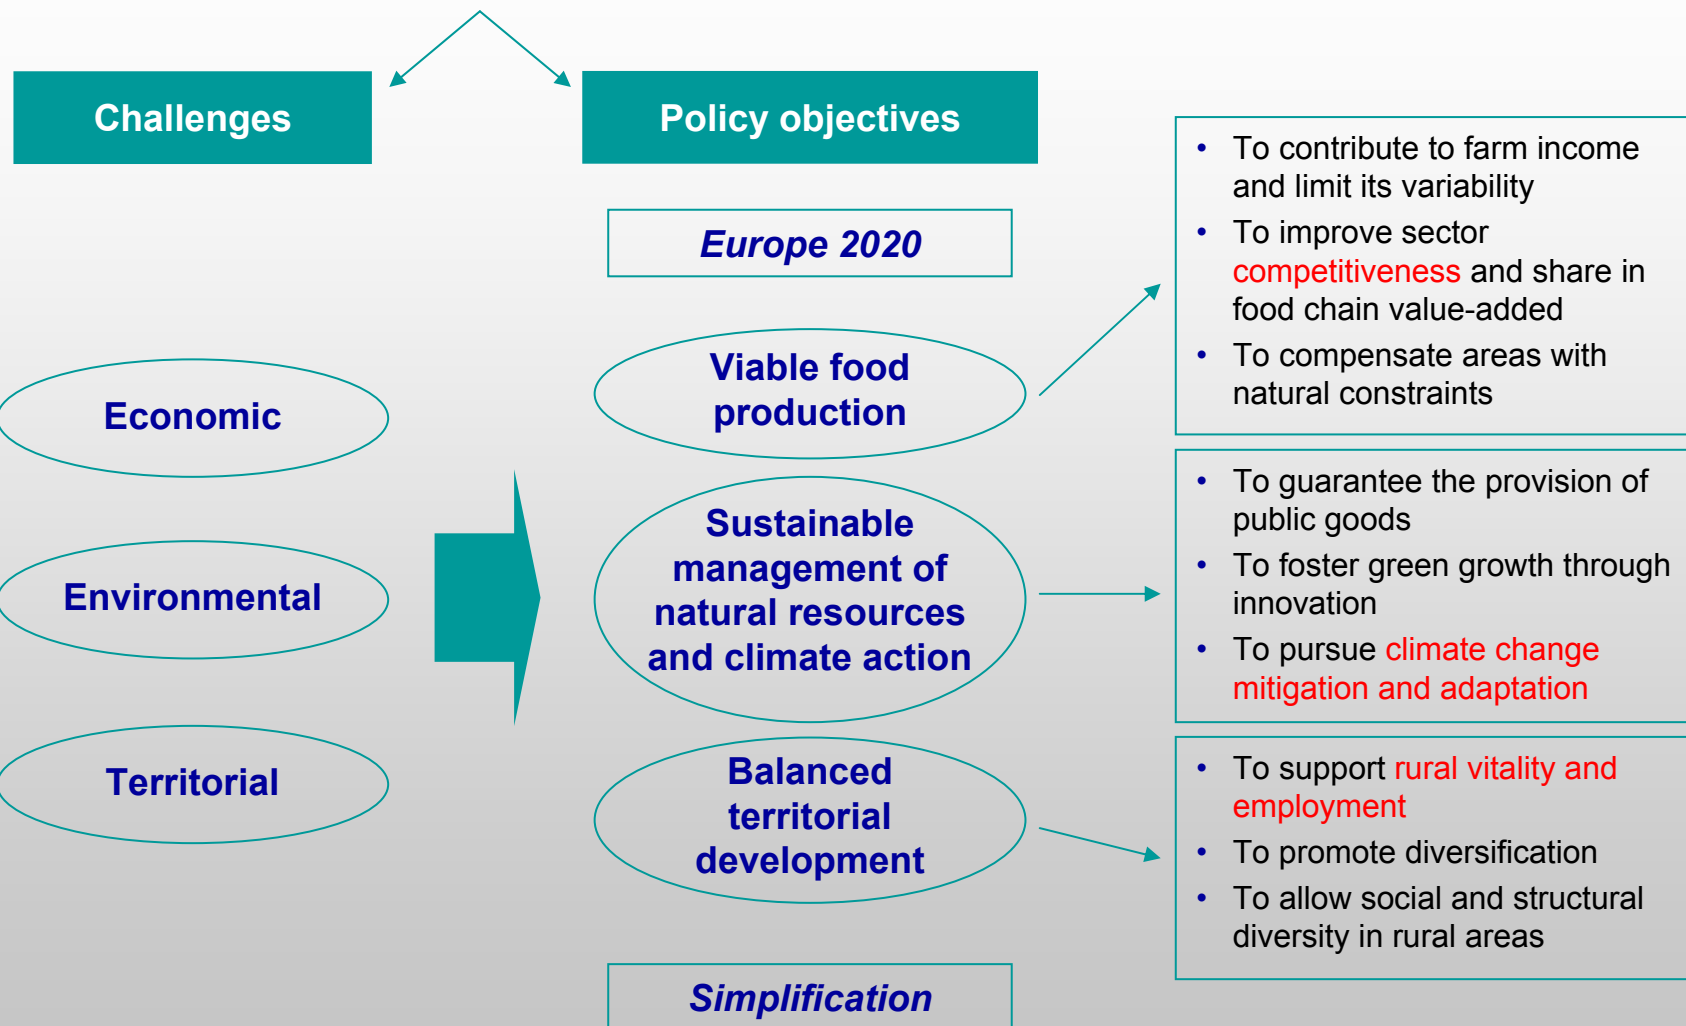 Challenges
Policy objectives
Europe 2020
Economic
Environmental
Territorial
Viable food
production
Sustainable
management of
natural resources
and climate action
Balanced
territorial
development
Simplification
• To contribute to farm income
and limit its variability
• To improve sector
competitiveness and share in
food chain value-added
• To compensate areas with
natural constraints
• To guarantee the provision of
public goods
• To foster green growth through
innovation
• To pursue climate change
mitigation and adaptation
• To support rural vitality and
employment
• To promote diversification
• To allow social and structural
diversity in rural areas